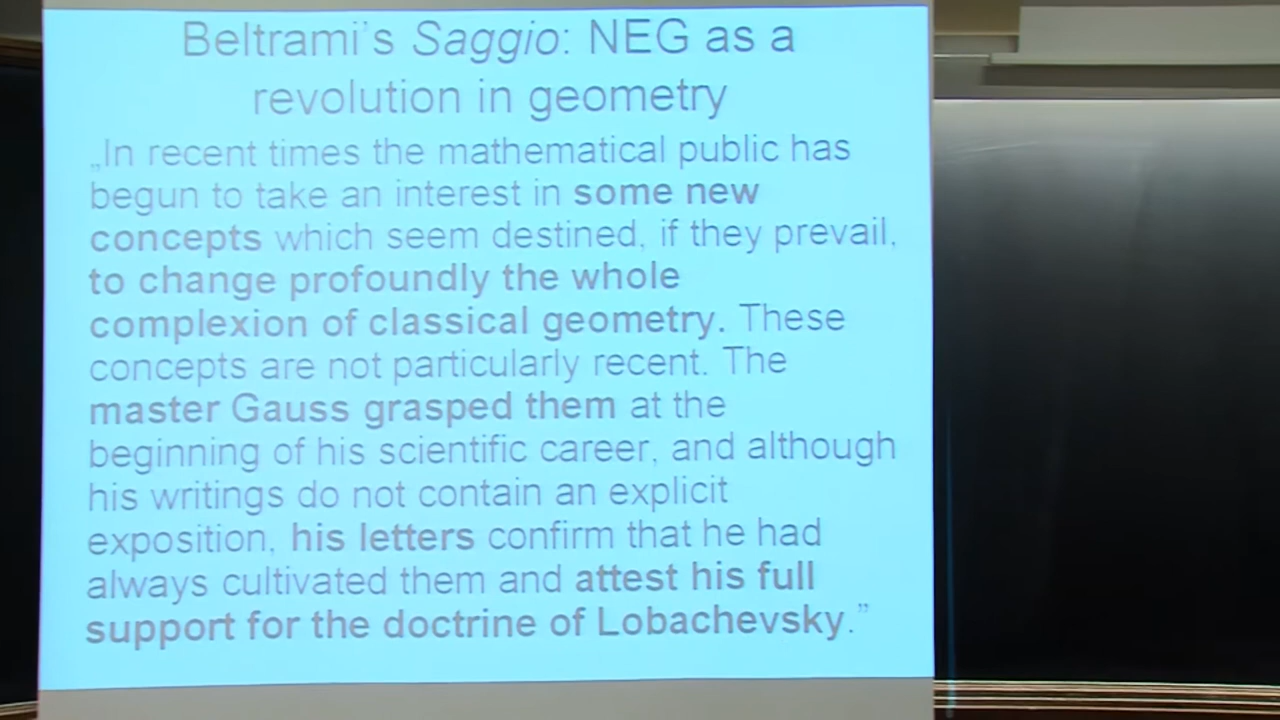 Beltrami's Saggio: NEG as a
revolution in geometry
„In recent times the mathematical public has
begun to take an interest in some new
concepts which seem destined, if they prevail,
to change profoundly the whole
complexion of classical geometry. These
concepts are not particularly recent. The
master Gauss grasped them at the
beginning of his scientific career, and although
his writings do not contain an explicit
exposition, his letters confirm that he had
always cultivated them and attest his full
support for the doctrine of Lobachevsky.”